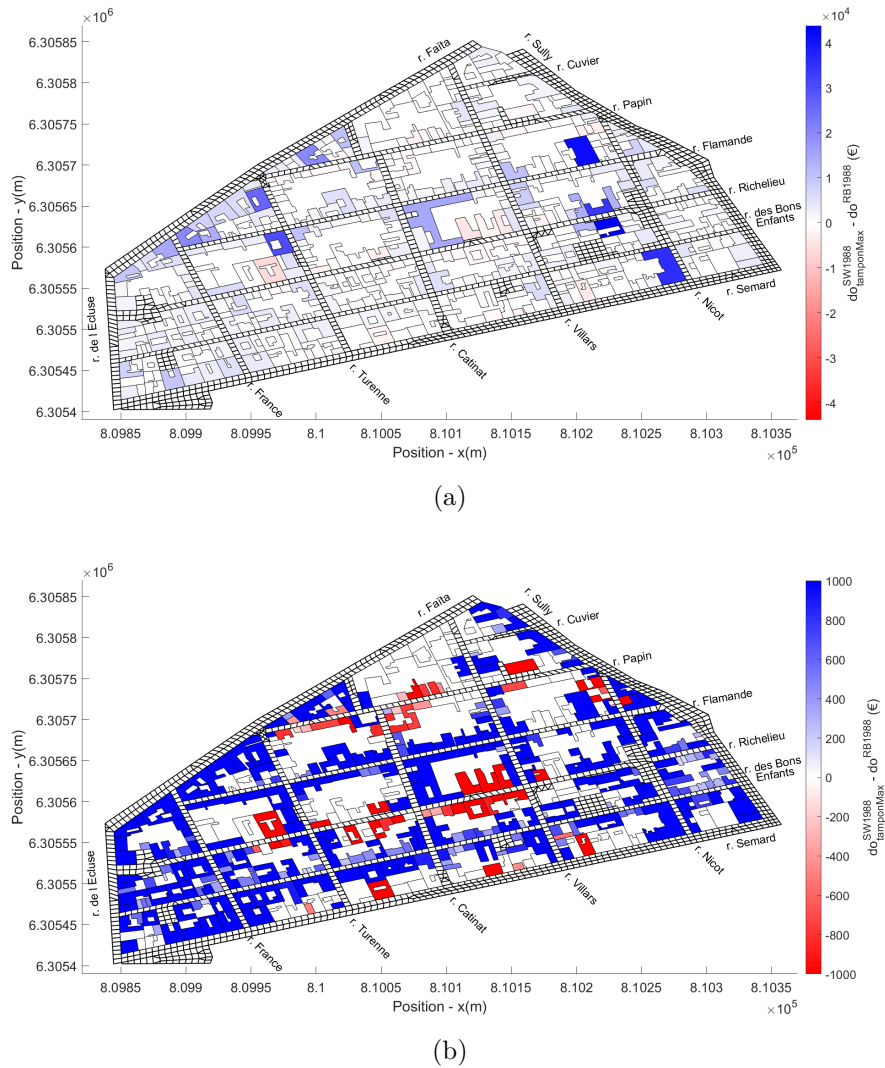 ×10⁶
6.30585
6.3058
6.30575
6.3057
6.30565
6.3056
6.30555
6.3055
6.30545
6.3054
Position - y(m)
r. Faïta
r. Sully
r. Cuvier
r. Papin
r. Flamande
r. Richelieu
r. des Bons
Enfants
r. Semard
r. Nicot
r. Villars
r. Catinat
r. Turenne
r. France
r. de l Ecluse
8.0985 8.099 8.0995 8.1 8.1005 8.101 8.1015 8.102 8.1025 8.103 8.1035
Position - x(m)
×10⁵
×10⁴
4
3
2
1
0
-1
-2
-3
-4
do SW1988 tamponMax - do RB1988 (€)
(a)
×10⁶
6.30585
6.3058
6.30575
6.3057
6.30565
6.3056
6.30555
6.3055
6.30545
6.3054
Position - y(m)
r. Faïta
r. Sully
r. Cuvier
r. Papin
r. Flamande
r. Richelieu
r. des Bons
Enfants
r. Semard
r. Nicot
r. Villars
r. Catinat
r. Turenne
r. France
r. de l Ecluse
8.0985 8.099 8.0995 8.1 8.1005 8.101 8.1015 8.102 8.1025 8.103 8.1035
Position - x(m)
×10⁵
1000
800
600
400
200
0
-200
-400
-600
-800
-1000
do SW1988 tamponMax - do RB1988 (€)
(b)